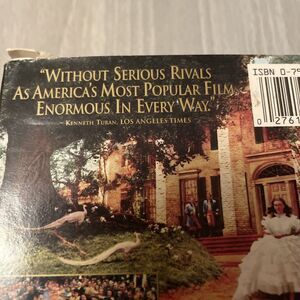 "WITHOUT SERIOUS RIVALS
AS AMERICA'S MOST POPULAR FILM.
ENORMOUS IN EVERY WAY."
– KENNETH TURAN, LOS ANGELES TIMES
ISBN 0-79
0
2761